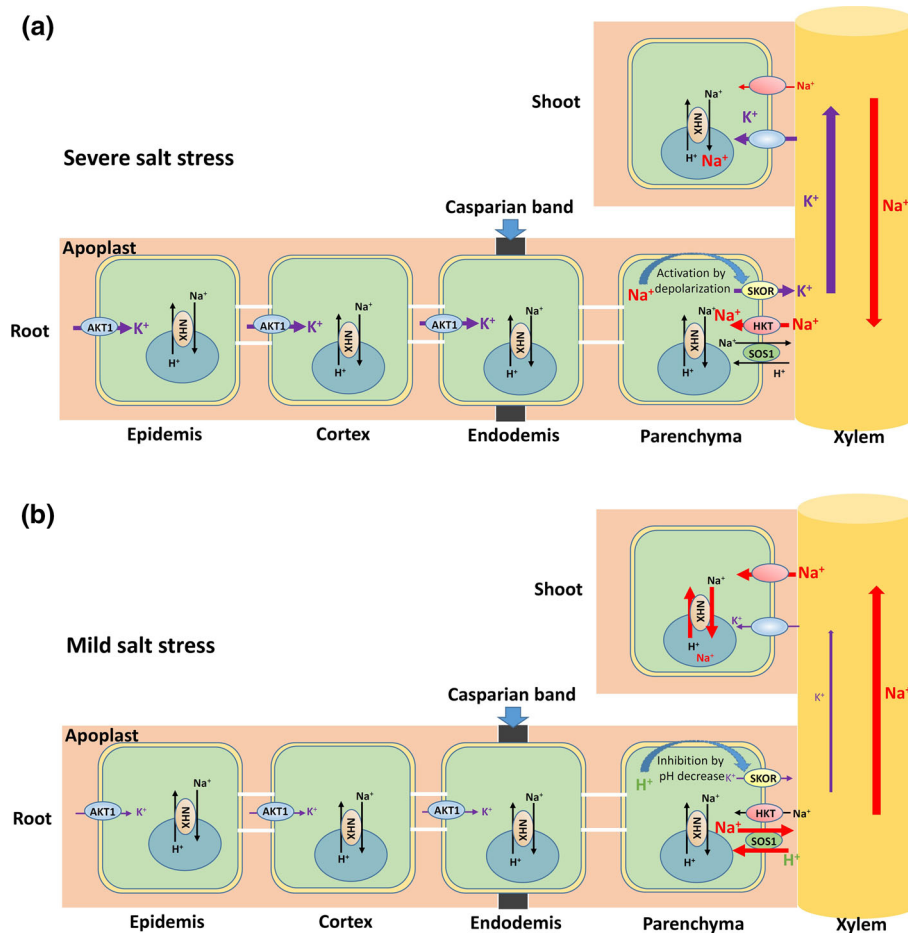 (a)
Shoot
Na⁺
Na⁺
K⁺
NHX
H⁺
Na⁺
Severe salt stress
K⁺
Na⁺
Casparian band
Apoplast
Root
AKT1
K⁺
Na⁺
NHX
H⁺
AKT1
K⁺
Na⁺
NHX
H⁺
AKT1
K⁺
Na⁺
NHX
H⁺
Activation by
depolarization
Na⁺
SKOR
K⁺
Na⁺
Na⁺
HKT
Na⁺
NHX
H⁺
Na⁺
SOS1
H⁺
Epidemis
Cortex
Endodemis
Parenchyma
Xylem
(b)
Shoot
Na⁺
Na⁺
K⁺
NHX
H⁺
Na⁺
Mild salt stress
K⁺
Na⁺
Casparian band
Apoplast
Root
AKT1
K⁺
Na⁺
NHX
H⁺
AKT1
K⁺
Na⁺
NHX
H⁺
AKT1
K⁺
Na⁺
NHX
H⁺
Inhibition by
pH decrease
H⁺
K⁺
SKOR
Na⁺
HKT
Na⁺
NHX
H⁺
Na⁺
SOS1
H⁺
Epidemis
Cortex
Endodemis
Parenchyma
Xylem